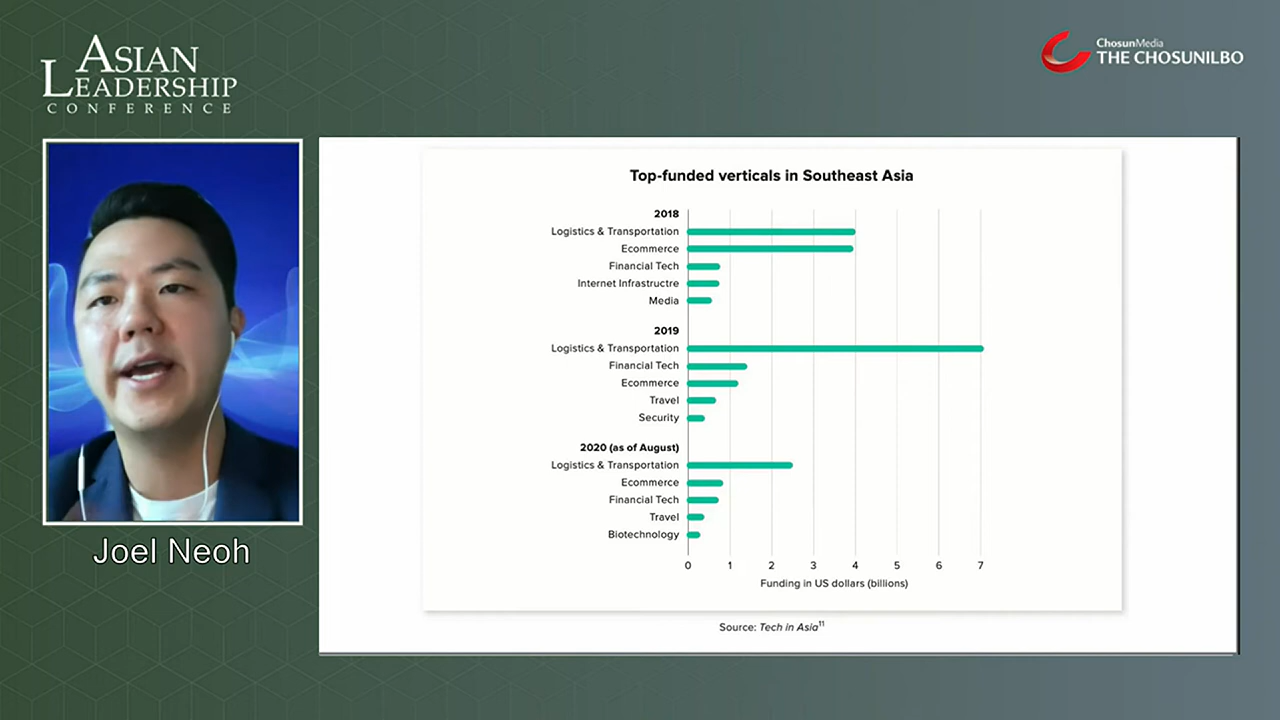 ASIAN
LEADERSHIP
CONFERENCE
ChosunMedia
THE CHOSUNILBO
Joel Neoh
Top-funded verticals in Southeast Asia
2018
Logistics & Transportation
Ecommerce
Financial Tech
Internet Infrastructre
Media
2019
Logistics & Transportation
Financial Tech
Ecommerce
Travel
Security
2020 (as of August)
Logistics & Transportation
Ecommerce
Financial Tech
Travel
Biotechnology
0 1 2 3 4 5 6 7
Funding in US dollars (billions)
Source: Tech in Asia11